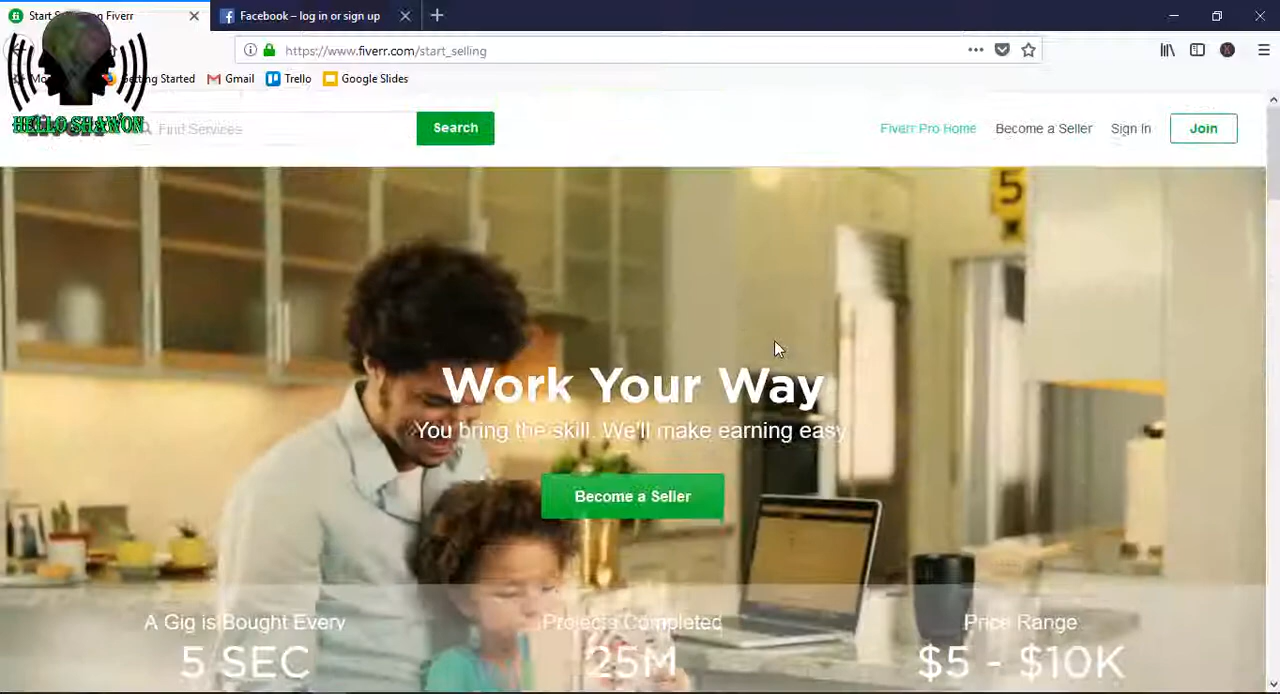 Start S
Fiverr
Facebook – log in or sign up
https://www.fiverr.com/start_selling
Getting Started
Gmail
Trello
Google Slides
HELLO SHAWON
Find Services
Search
Fiverr Pro Home
Become a Seller
Sign In
Join
5
Work Your Way
You bring the skill. We'll make earning easy
Become a Seller
A Gig is Bought Every
Projects Completed
Price Range
5 SEC
25M
$5 - $10K